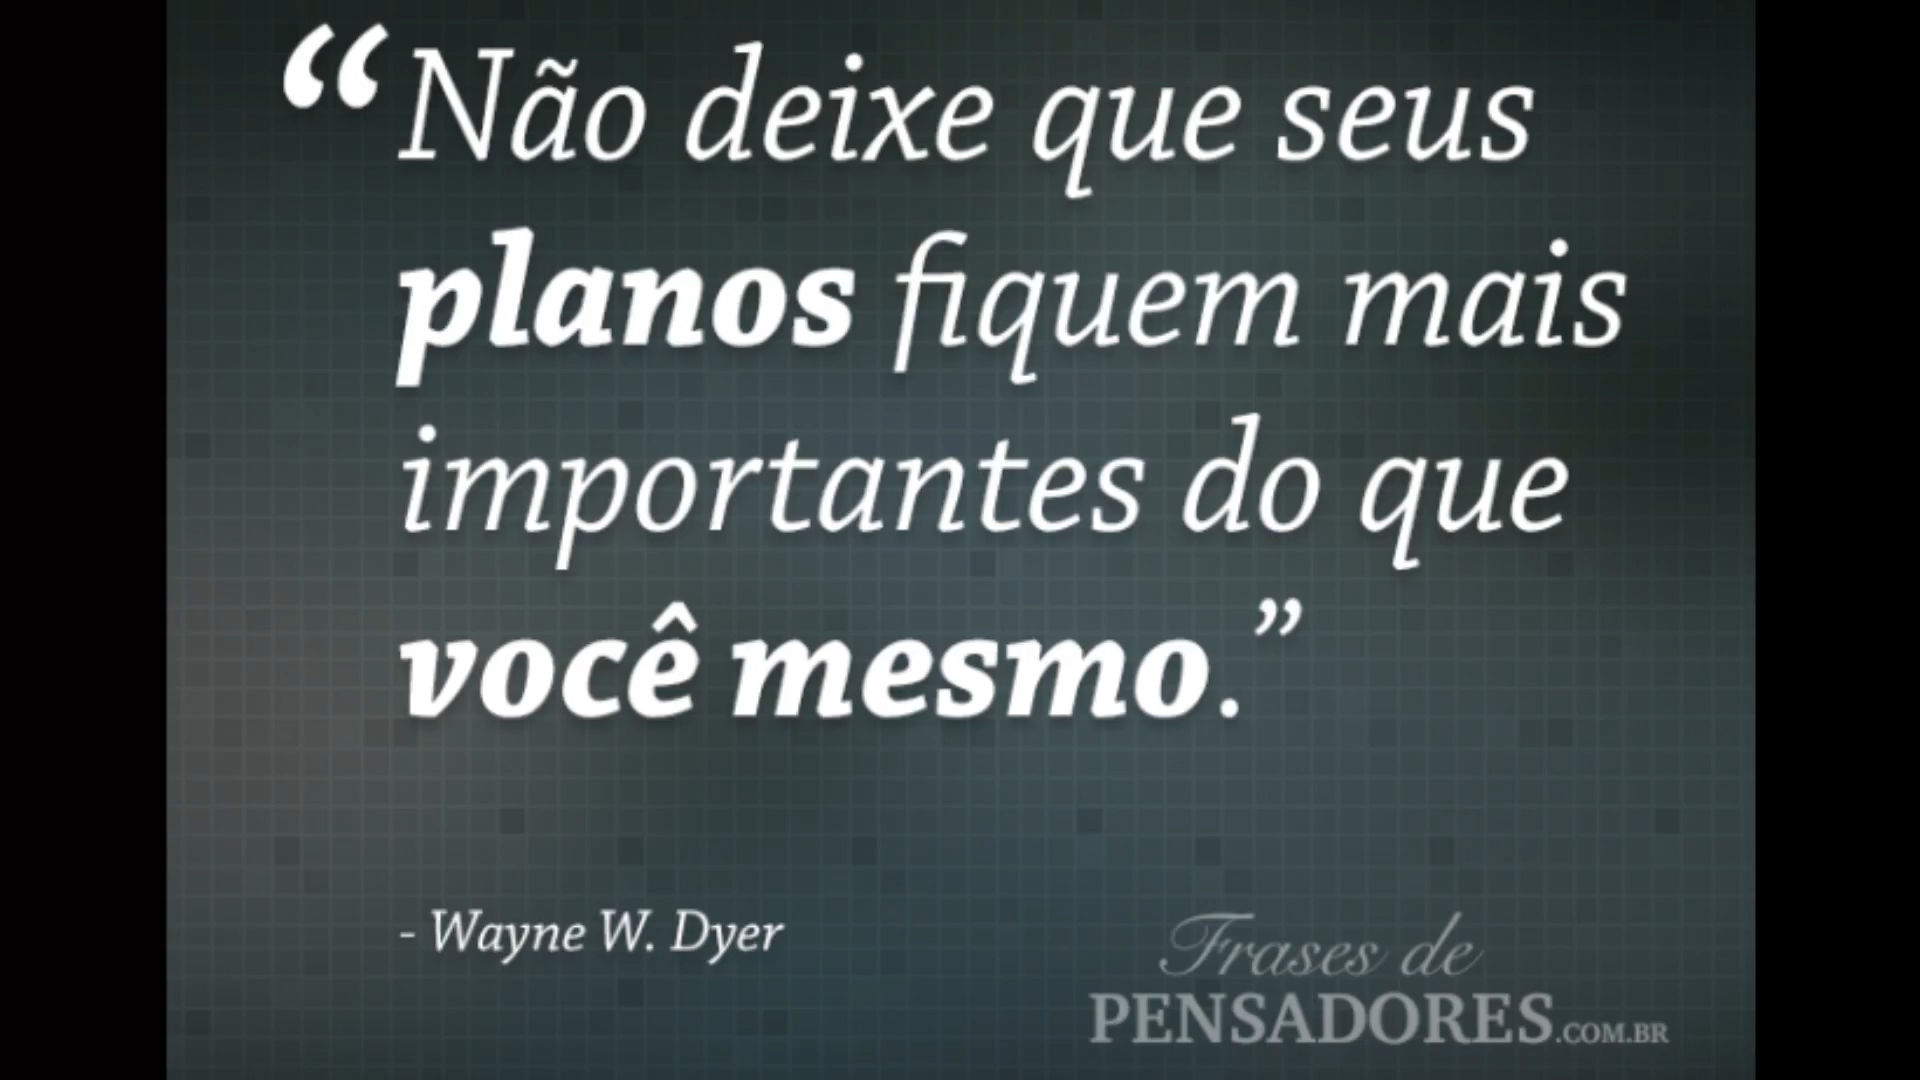 “Não deixe que seus
planos fiquem mais
importantes do que
você mesmo.”
- Wayne W. Dyer
Frases de
PENSADORES.COM.BR